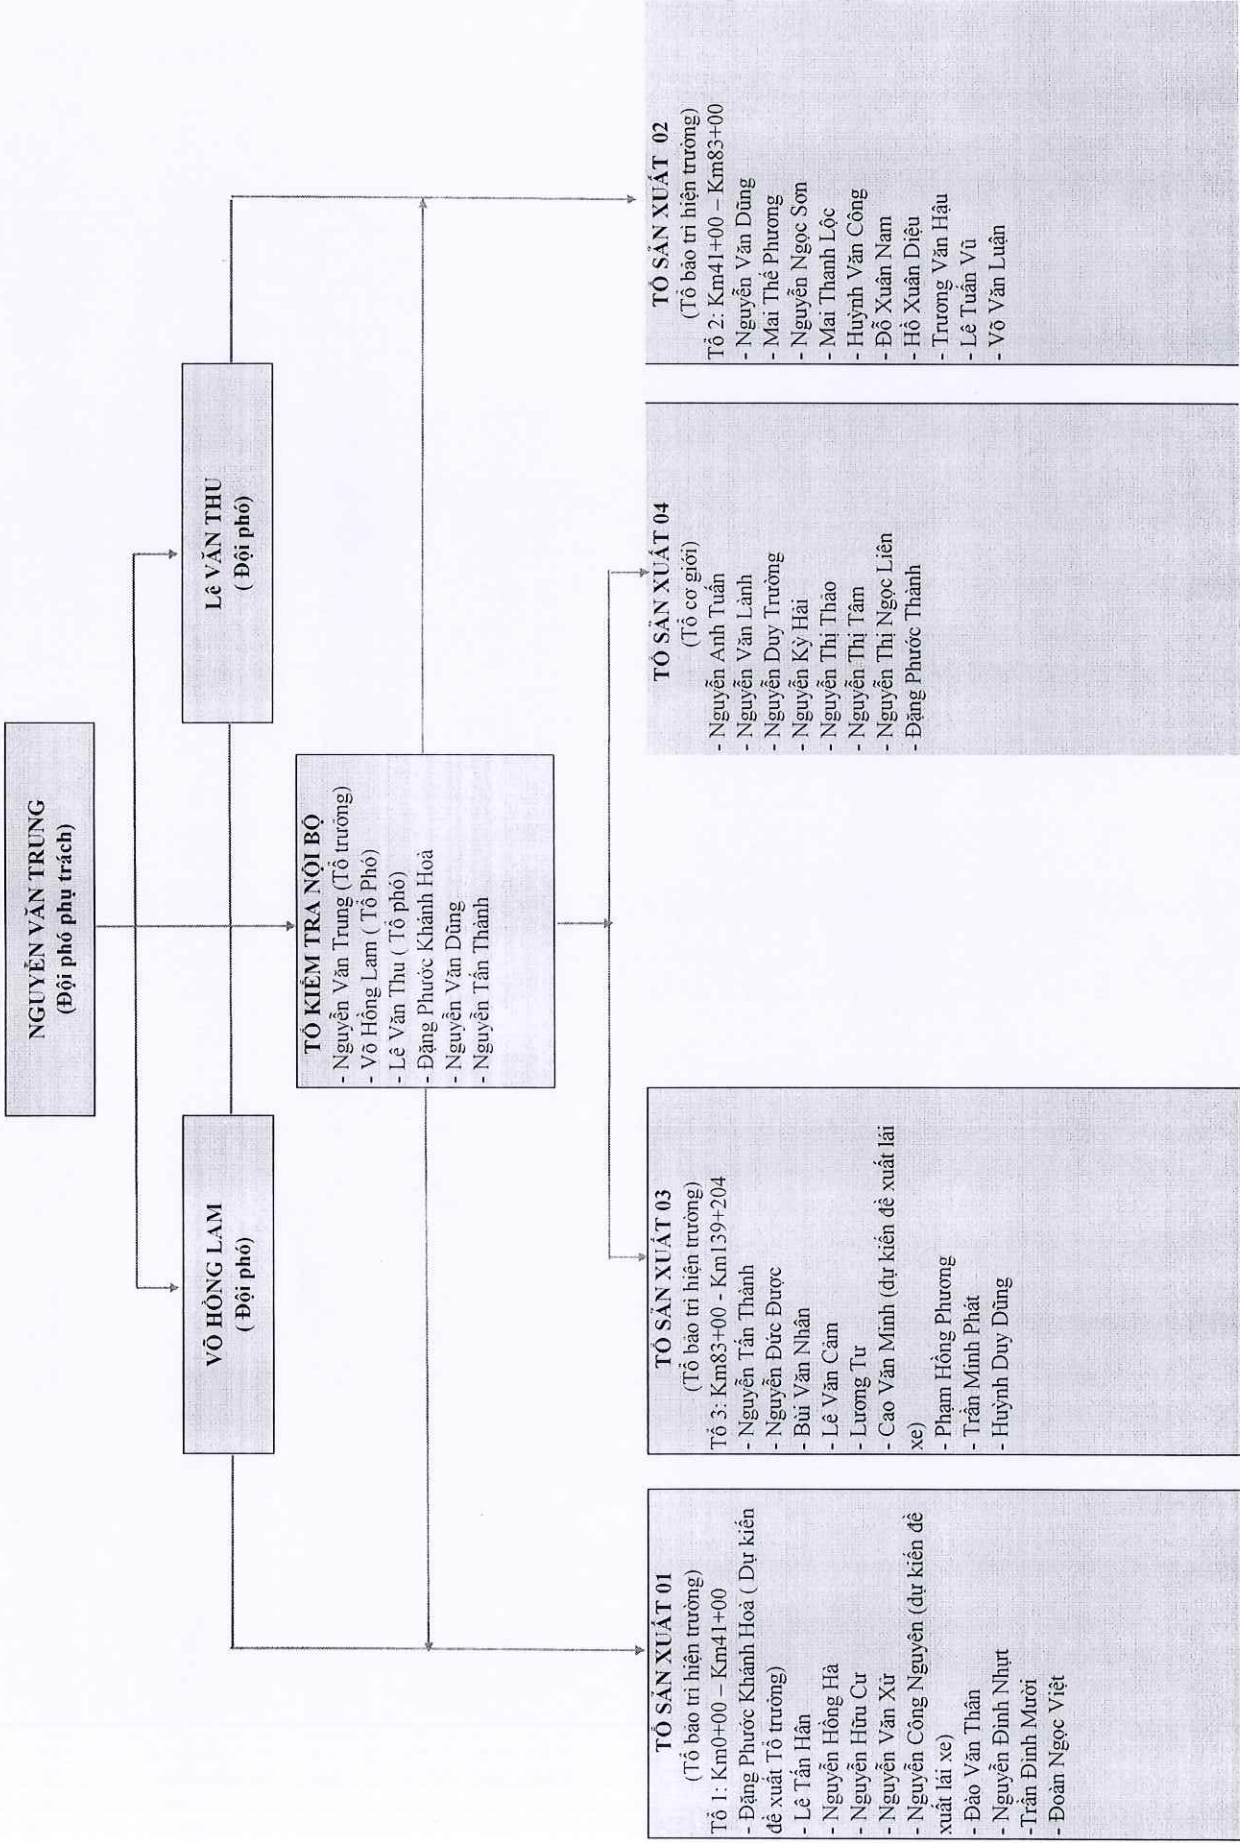 NGUYỄN VĂN TRUNG
(Đội phó phụ trách)
VÕ HỒNG LAM
( Đội phó)
Lê VĂN THU
( Đội phó)
TỔ KIỂM TRA NỘI BỘ
- Nguyễn Văn Trung (Tổ trưởng)
- Võ Hồng Lam ( Tổ Phó)
- Lê Văn Thu ( Tổ phó)
- Đặng Phước Khánh Hoà
- Nguyễn Văn Dũng
- Nguyễn Tấn Thành
TỔ SẢN XUẤT 01
(Tổ bảo trì hiện trường)
Tổ 1: Km0+00 – Km41+00
- Đặng Phước Khánh Hoà ( Dự kiến
đề xuất Tổ trưởng)
- Lê Tấn Hân
- Nguyễn Hồng Hà
- Nguyễn Hữu Cư
- Nguyễn Văn Xử
- Nguyễn Công Nguyên (dự kiến đề
xuất lái xe)
- Đào Văn Thân
- Nguyễn Đình Nhựt
-Trần Đình Mười
- Đoàn Ngọc Việt
TỔ SẢN XUẤT 03
(Tổ bảo trì hiện trường)
Tổ 3: Km83+00 - Km139+204
- Nguyễn Tấn Thành
- Nguyễn Đức Được
- Bùi Văn Nhân
- Lê Văn Cảm
- Lương Tư
- Cao Văn Minh (dự kiến đề xuất lái
xe)
- Phạm Hồng Phương
- Trần Minh Phát
- Huỳnh Duy Dũng
TỔ SẢN XUẤT 04
(Tổ cơ giới)
- Nguyễn Anh Tuấn
- Nguyễn Văn Lành
- Nguyễn Duy Trường
- Nguyễn Kỳ Hải
- Nguyễn Thị Thảo
- Nguyễn Thị Tâm
- Nguyễn Thị Ngọc Liên
- Đặng Phước Thành
TỔ SẢN XUẤT 02
(Tổ bảo trì hiện trường)
Tổ 2: Km41+00 – Km83+00
- Nguyễn Văn Dũng
- Mai Thế Phương
- Nguyễn Ngọc Sơn
- Mai Thanh Lộc
- Huỳnh Văn Công
- Đỗ Xuân Nam
- Hồ Xuân Diệu
- Trương Văn Hậu
- Lê Tuấn Vũ
- Võ Văn Luận